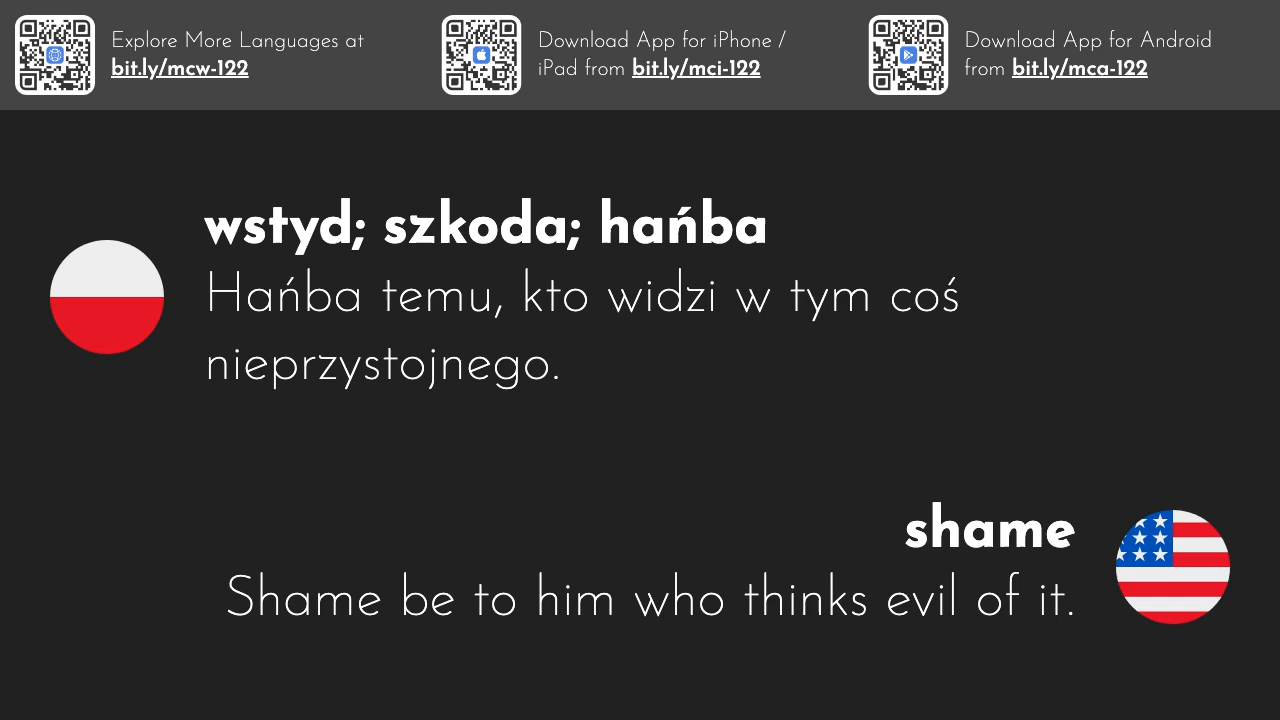 Explore More Languages at
bit.ly/mcw-122
Download App for iPhone /
iPad from bit.ly/mci-122
Download App for Android
from bit.ly/mca-122
wstyd; szkoda; hańba
Hańba temu, kto widzi w tym coś
nieprzystojnego.
shame
Shame be to him who thinks evil of it.